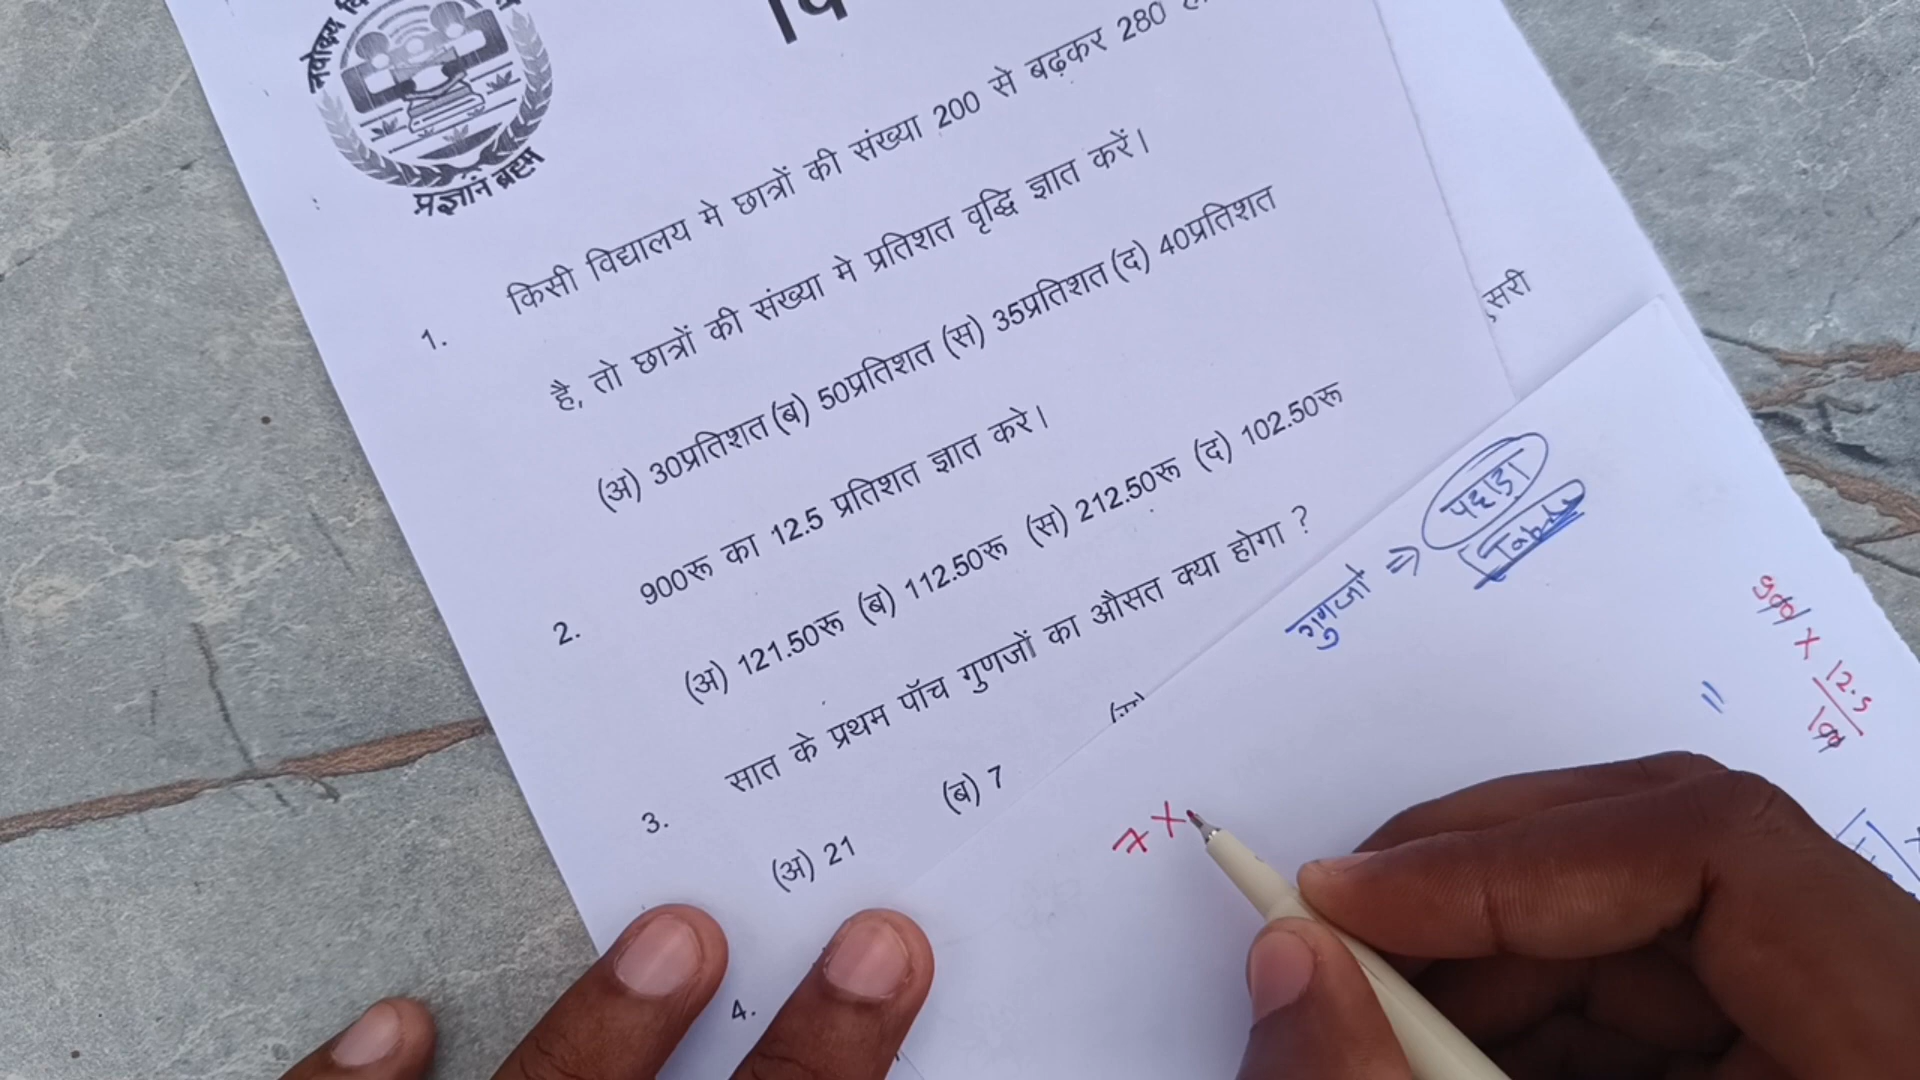 प्रज्ञानं ब्रह्म
1. किसी विद्यालय मे छात्रों की संख्या 200 से बढ़कर 280
है, तो छात्रों की संख्या मे प्रतिशत वृद्धि ज्ञात करें।
(अ) 30प्रतिशत (ब) 50प्रतिशत (स) 35प्रतिशत (द) 40प्रतिशत
2. 900रू का 12.5 प्रतिशत ज्ञात करे।
(अ) 121.50रू (ब) 112.50रू (स) 212.50रू (द) 102.50रू
3. सात के प्रथम पॉच गुणजों का औसत क्या होगा ?
(अ) 21 (ब) 7
4.
गुणजो ⇒ पहाड़ा
Table
900 × 12.5
100
=
7 ×